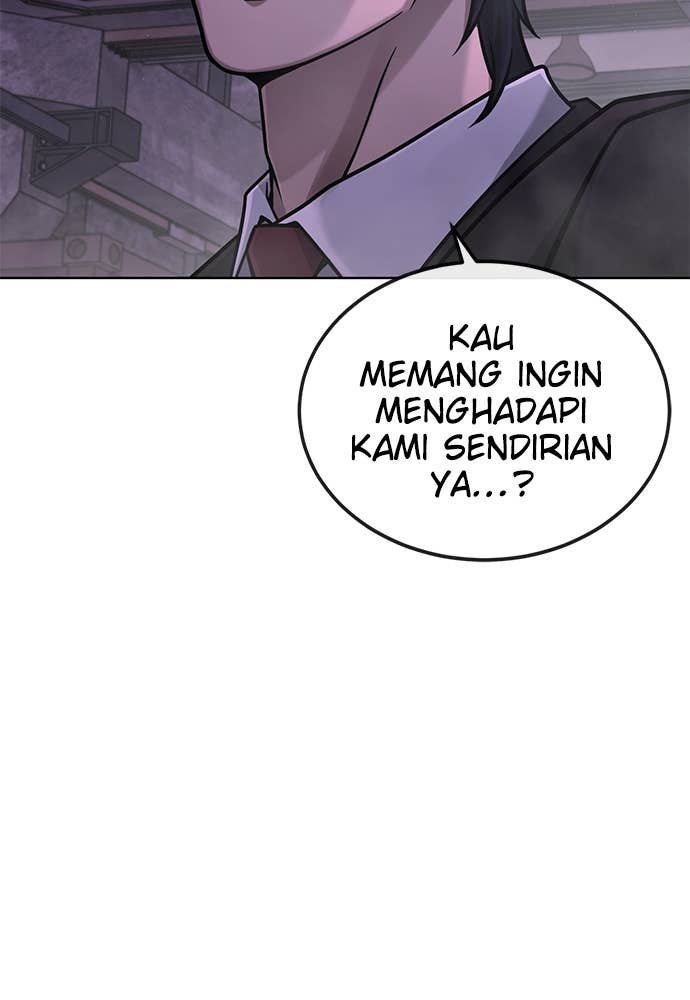 KAU
MEMANG INGIN
MENGHADAPI
KAMI SENDIRIAN
YA...?